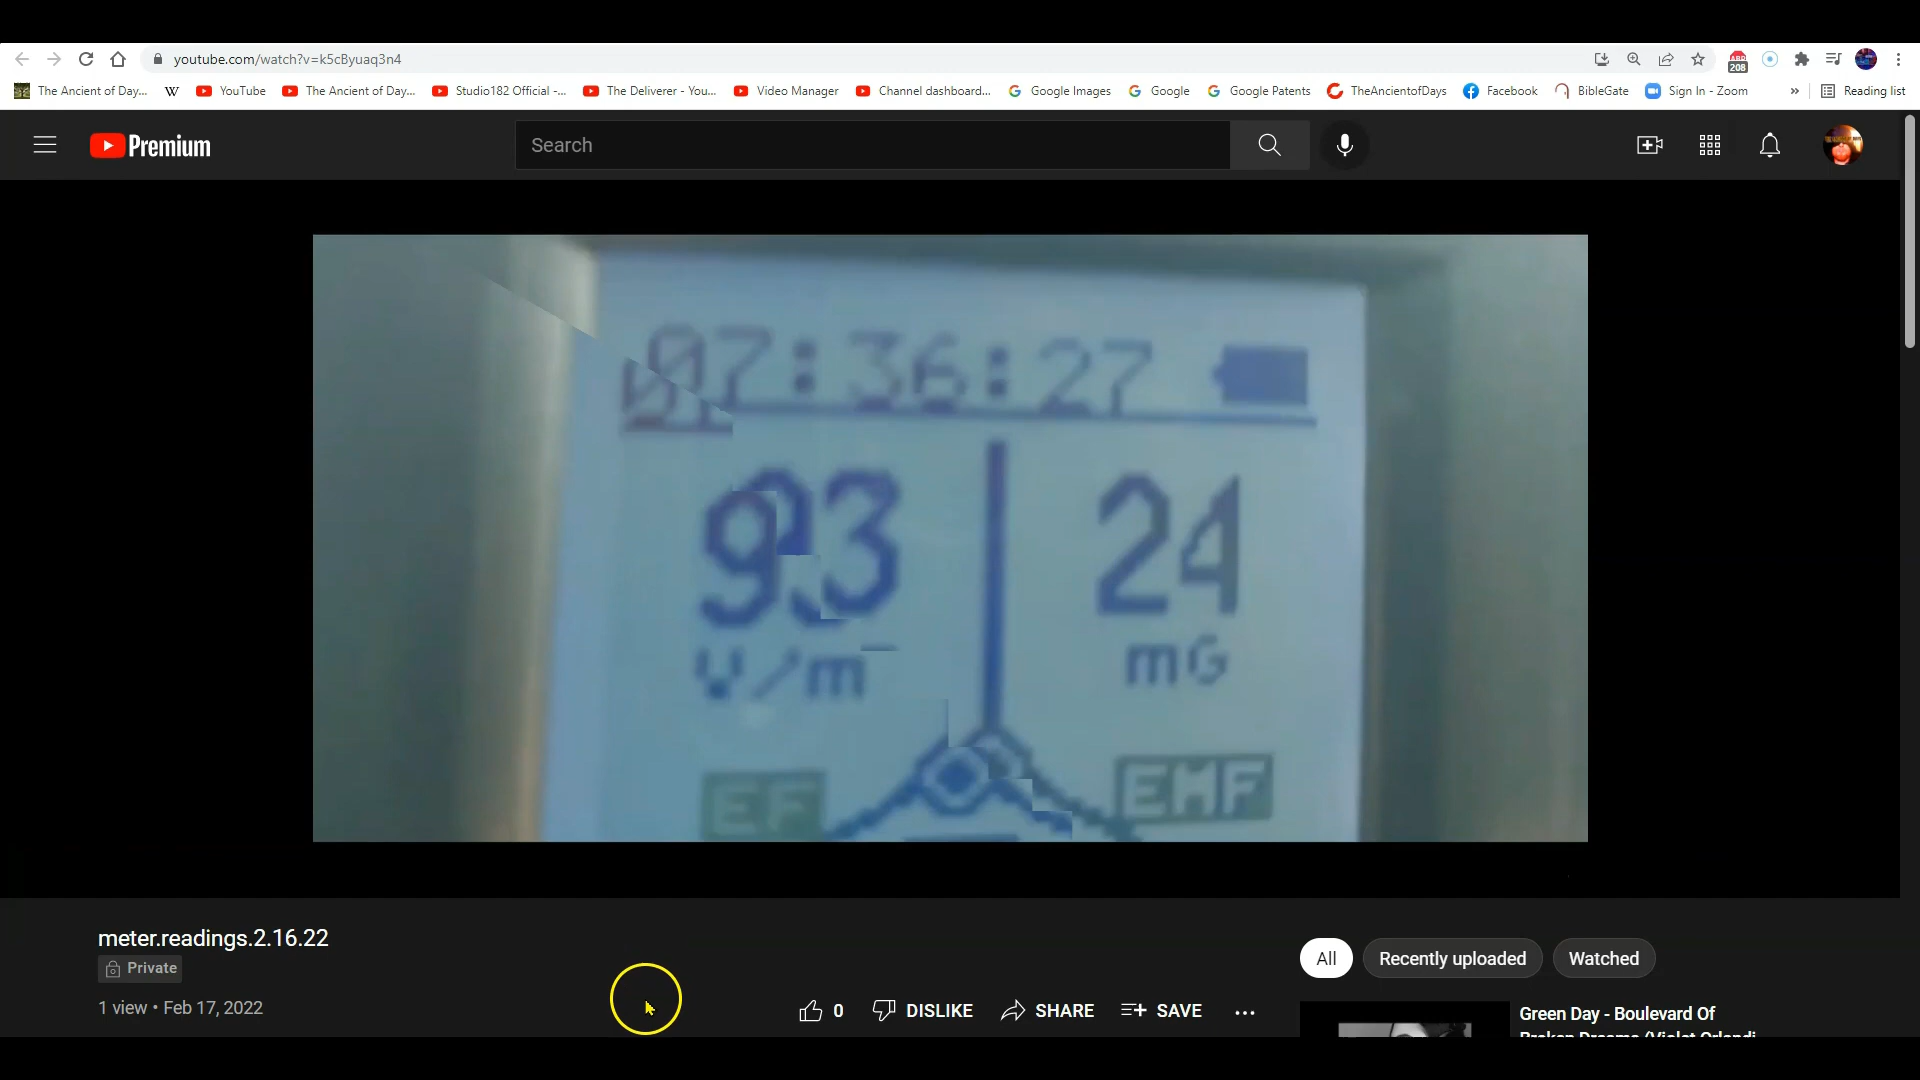 youtube.com/watch?v=k5cByuaq3n4
ABP
208
The Ancient of Day...
W
YouTube
The Ancient of Day...
Studio182 Official -...
The Deliverer - You...
Video Manager
Channel dashboard...
Google Images
Google
Google Patents
TheAncientofDays
Facebook
BibleGate
Sign In - Zoom
»
Reading list
Premium
Search
07:36:27
93
24
V/m
mG
EF
EMF
meter.readings.2.16.22
Private
1 view • Feb 17, 2022
0
DISLIKE
SHARE
SAVE
All
Recently uploaded
Watched
Green Day - Boulevard Of